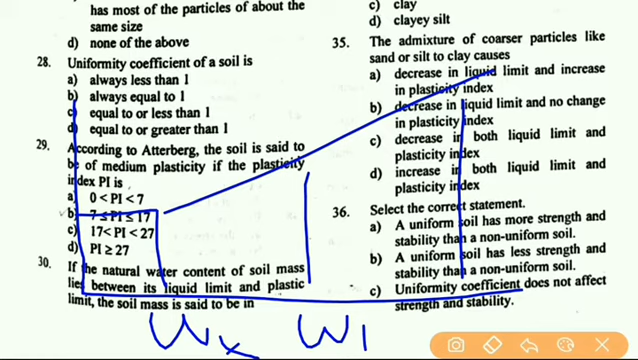 has most of the particles of about the
same size
d) none of the above
28. Uniformity coefficient of a soil is
a) always less than 1
b) always equal to 1
c) equal to or less than 1
d) equal to or greater than 1
29. According to Atterberg, the soil is said to
be of medium plasticity if the plasticity
index PI is
a) 0 < PI < 7
b) 7 ≤ PI ≤ 17
c) 17 < PI < 27
d) PI ≥ 27
30. If the natural water content of soil mass
lies between its liquid limit and plastic
limit, the soil mass is said to be in
c) clay
d) clayey silt
35. The admixture of coarser particles like
sand or silt to clay causes
a) decrease in liquid limit and increase
in plasticity index
b) decrease in liquid limit and no change
in plasticity index
c) decrease in both liquid limit and
plasticity index
d) increase in both liquid limit and
plasticity index
36. Select the correct statement.
a) A uniform soil has more strength and
stability than a non-uniform soil.
b) A uniform soil has less strength and
stability than a non-uniform soil.
c) Uniformity coefficient does not affect
strength and stability.